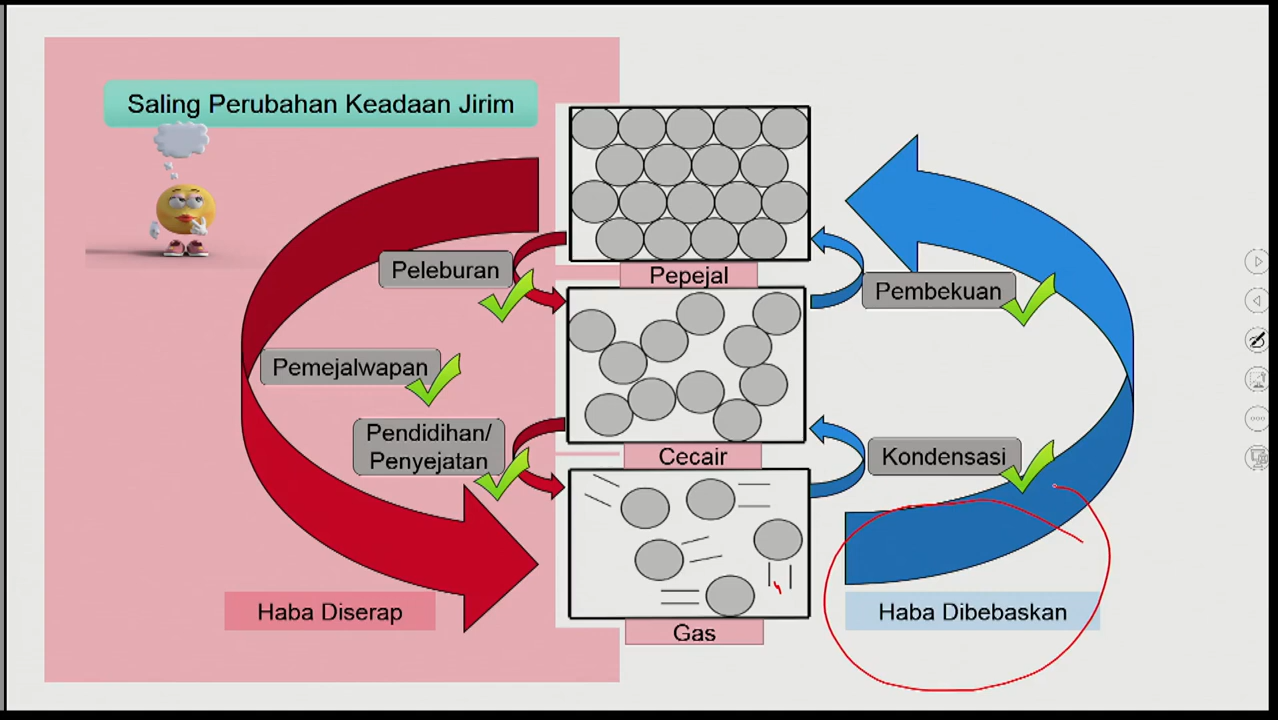 Saling Perubahan Keadaan Jirim
Peleburan
Pepejal
Pembekuan
Pemejalwapan
Pendidihan/
Penyejatan
Cecair
Kondensasi
Haba Diserap
Gas
Haba Dibebaskan